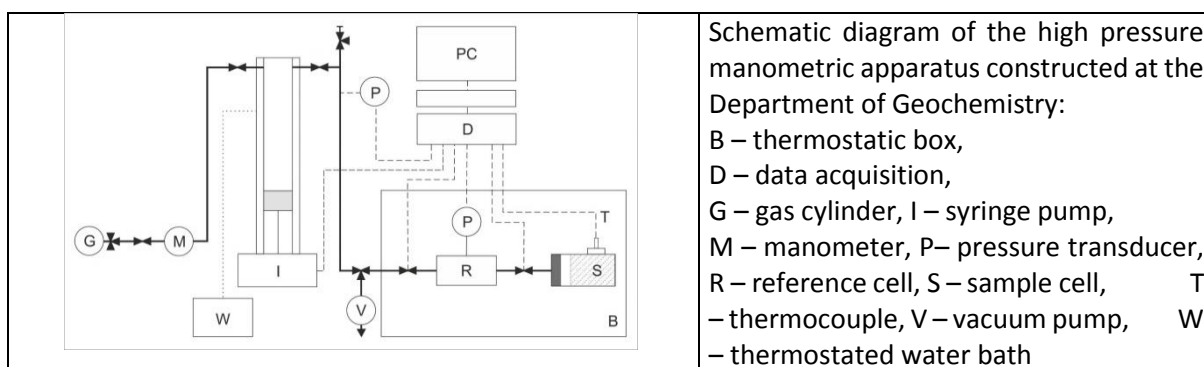 PC
P
D
T
P
G
M
R
S
I
V
W
B
Schematic diagram of the high pressure
manometric apparatus constructed at the
Department of Geochemistry:
B – thermostatic box,
D – data acquisition,
G – gas cylinder, I – syringe pump,
M – manometer, P– pressure transducer,
R – reference cell, S – sample cell, T
– thermocouple, V – vacuum pump, W
– thermostated water bath